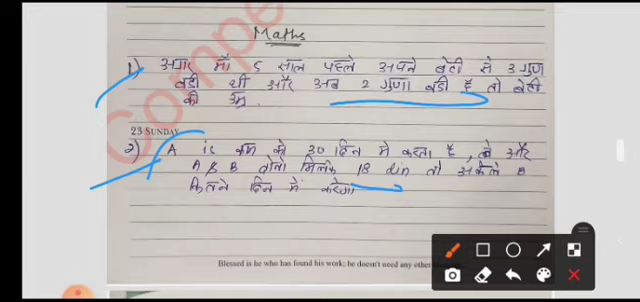 Maths
1) अगर माँ 5 साल पहले अपने बेटी से 3 गुणा
बडी थी और अब 2 गुणा बडी है तो बेटी
की उम्र
23 SUNDAY
2) A is काम को 30 दिन मे करता है, और
A & B दोनो मिलके 18 din तो अकेले B
कितने दिन में करेगा
Blessed is he who has found his work; he doesn't need any other
Compe